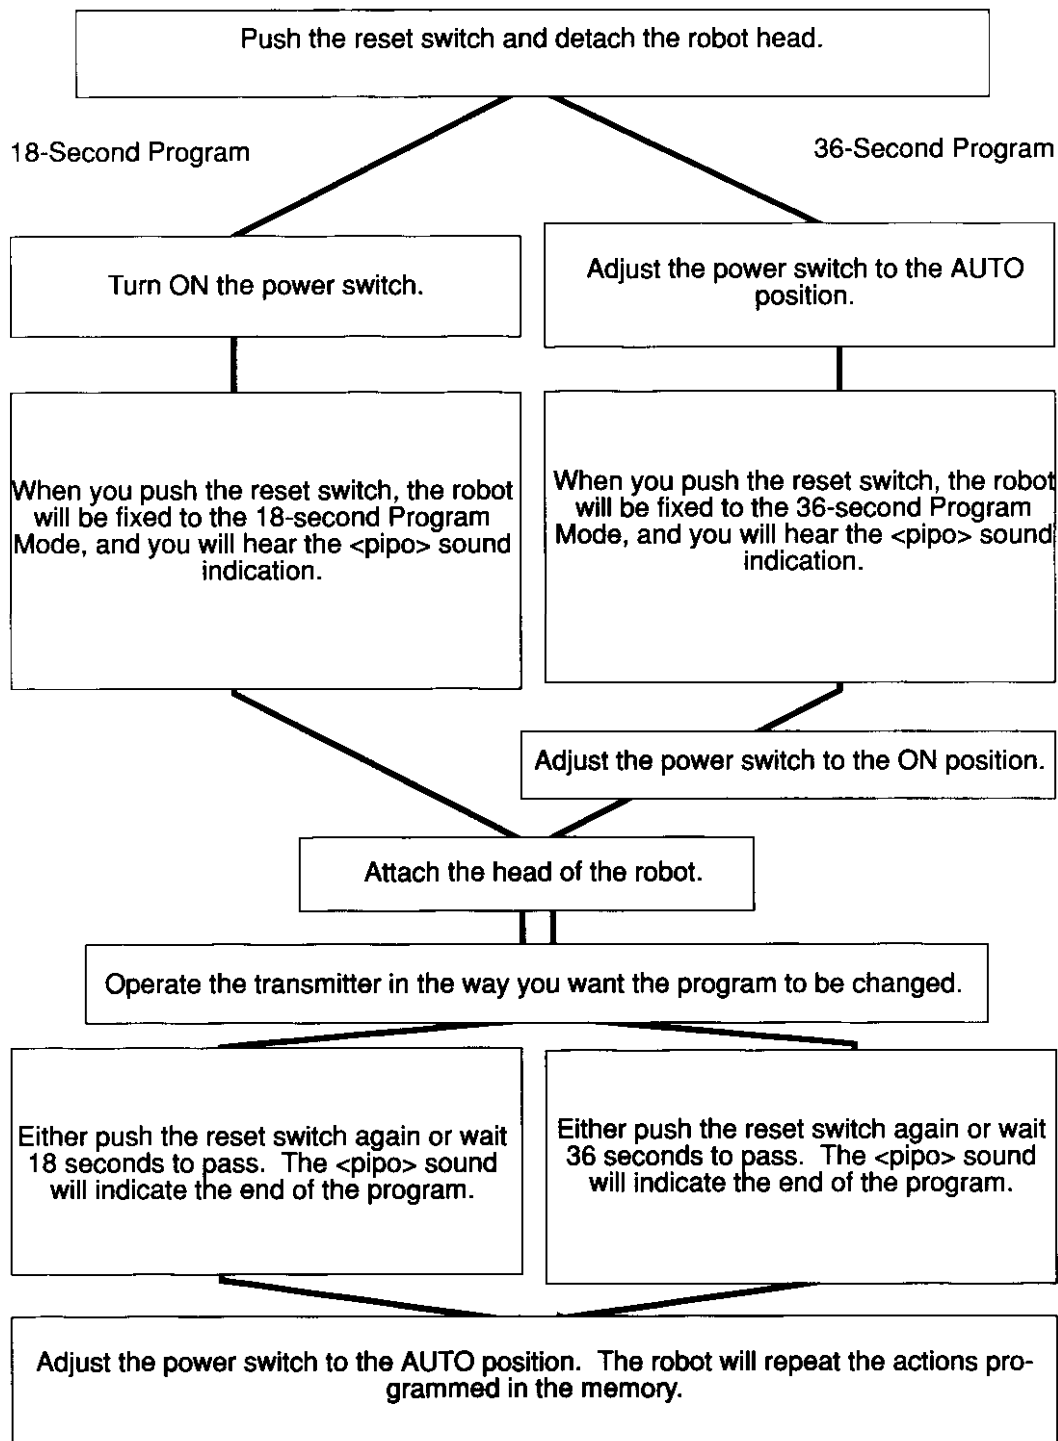 Push the reset switch and detach the robot head.
18-Second Program
36-Second Program
Turn ON the power switch.
Adjust the power switch to the AUTO
position.
When you push the reset switch, the robot
will be fixed to the 18-second Program
Mode, and you will hear the <pipo> sound
indication.
When you push the reset switch, the robot
will be fixed to the 36-second Program
Mode, and you will hear the <pipo> sound
indication.
Adjust the power switch to the ON position.
Attach the head of the robot.
Operate the transmitter in the way you want the program to be changed.
Either push the reset switch again or wait
18 seconds to pass.  The <pipo> sound
will indicate the end of the program.
Either push the reset switch again or wait
36 seconds to pass.  The <pipo> sound
will indicate the end of the program.
Adjust the power switch to the AUTO position.  The robot will repeat the actions pro-
grammed in the memory.